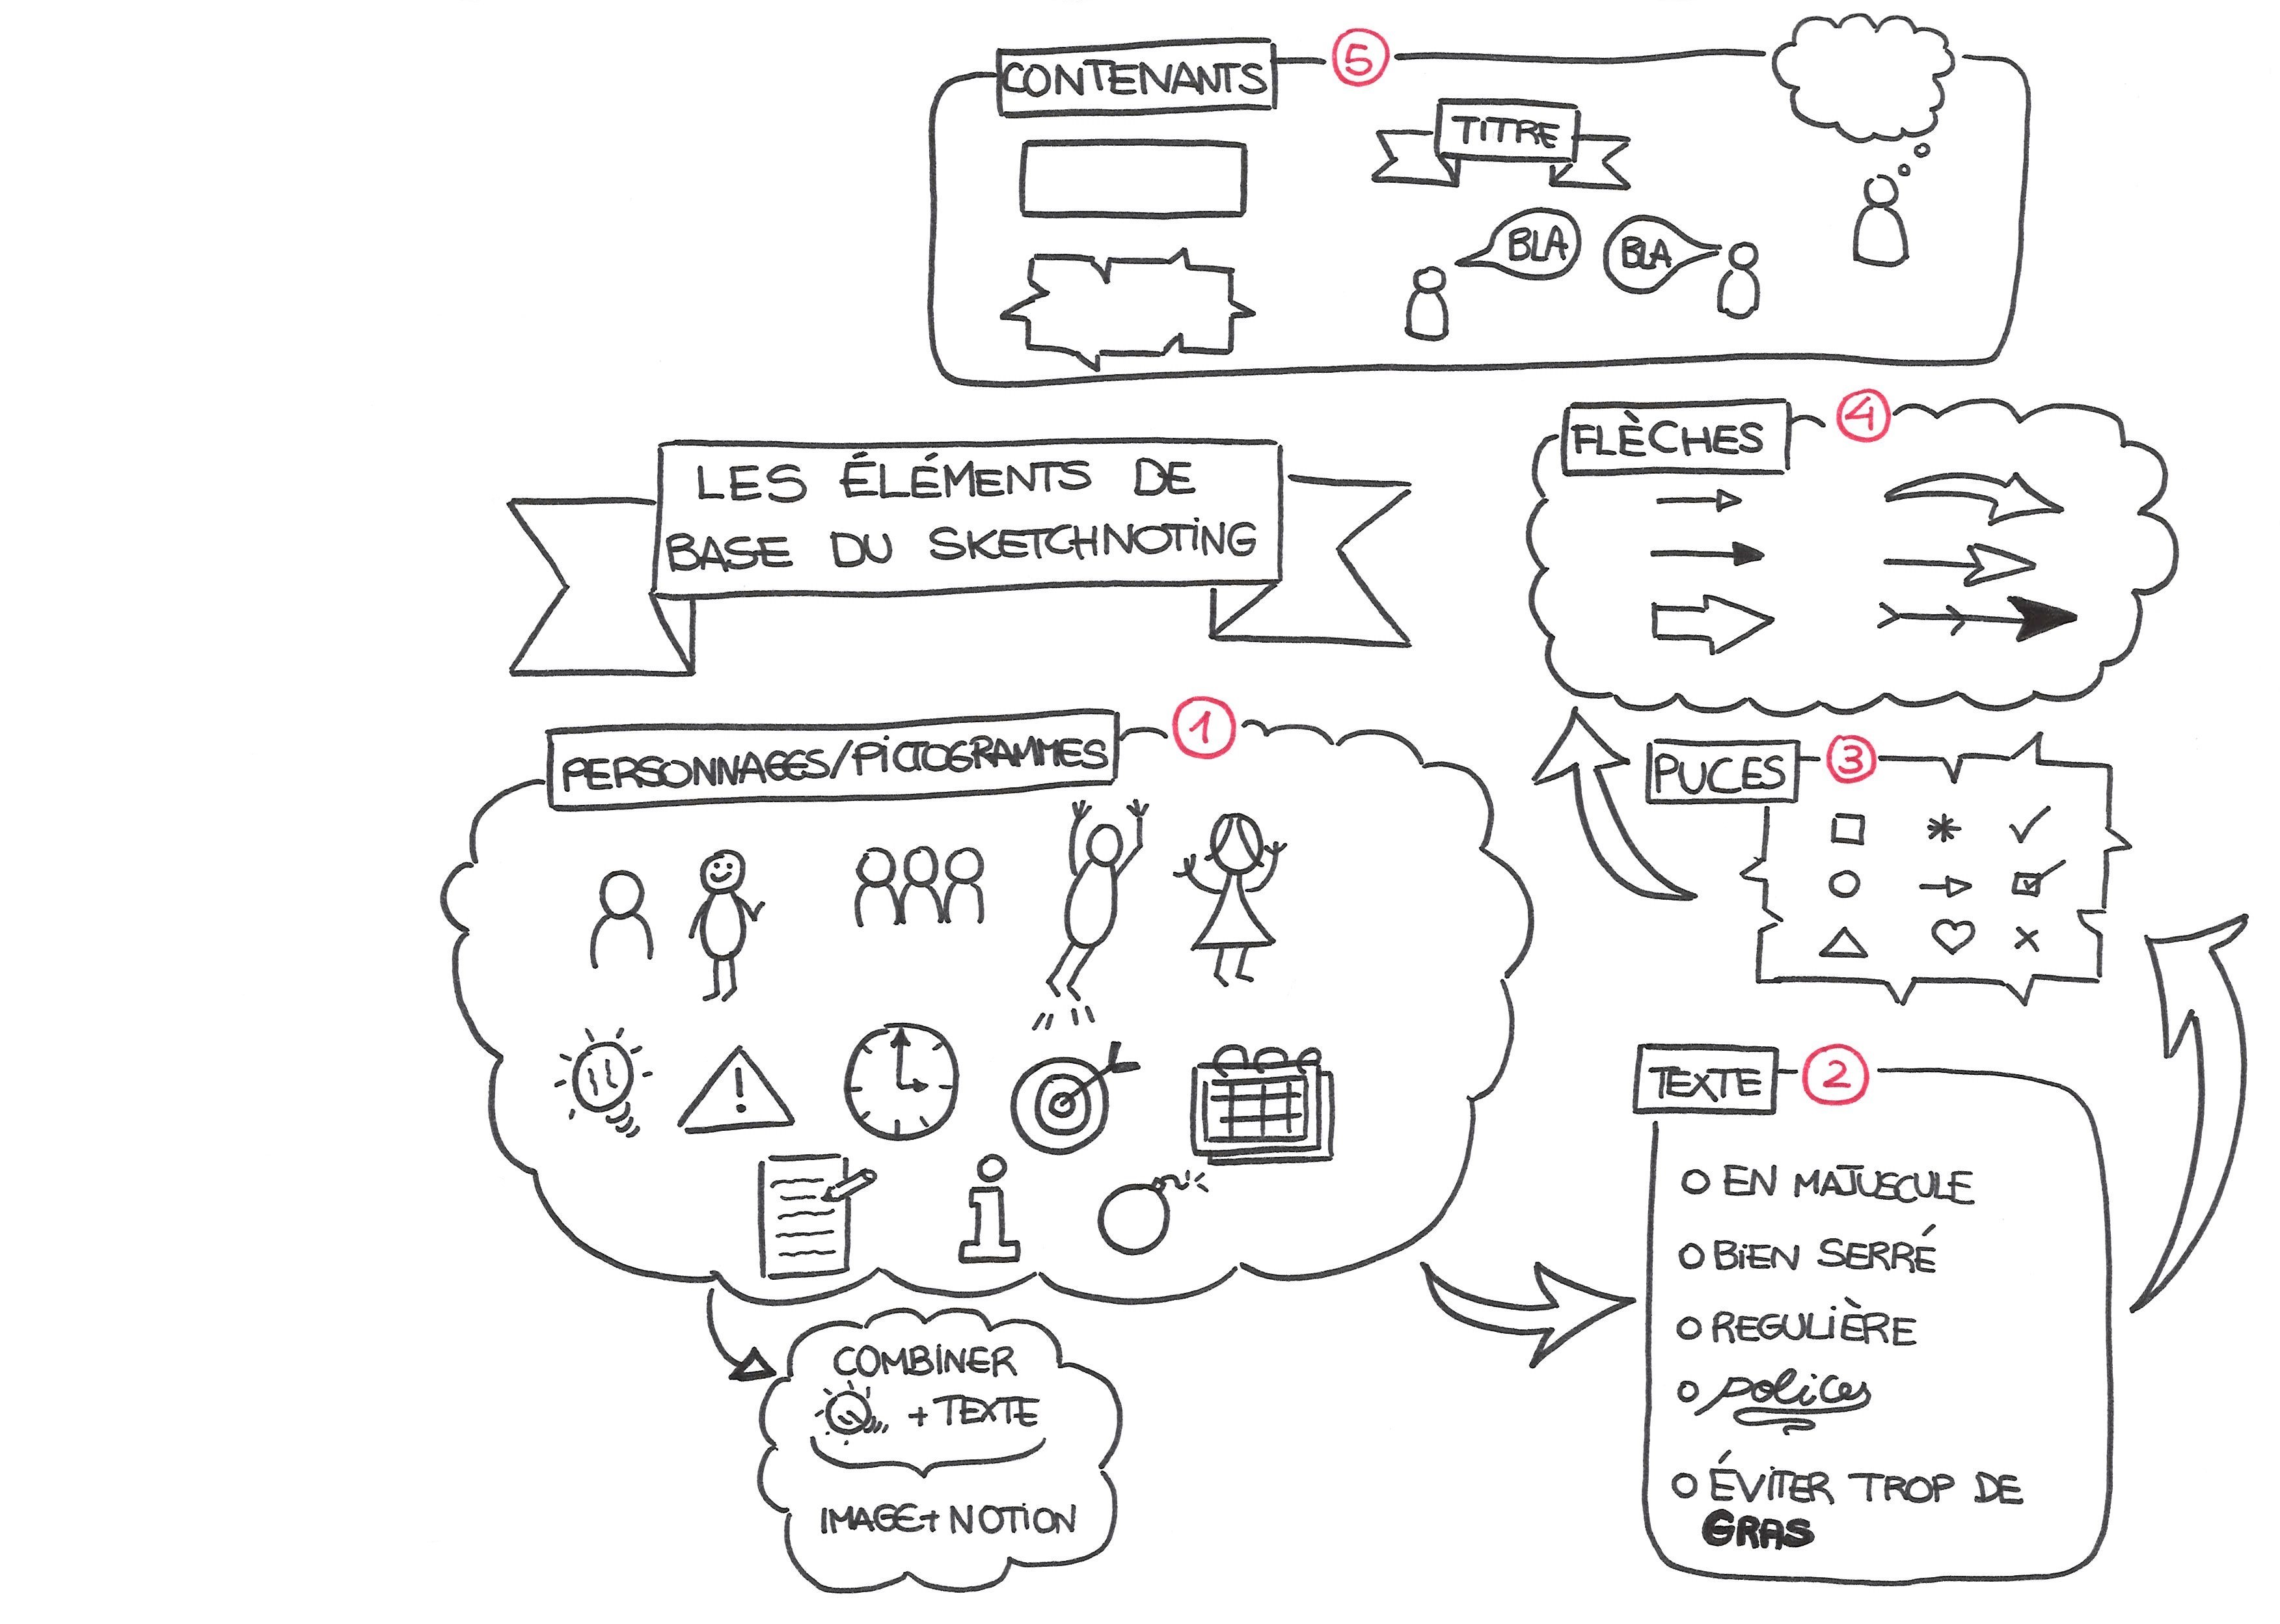 CONTENANTS
5
TITRE
BLA
BLA
LES ÉLÉMENTS DE
BASE DU SKETCHNOTING
FLÈCHES
4
PERSONNAGES/PICTOGRAMMES
1
PUCES
3
TEXTE
2
O EN MAJUSCULE
O BIEN SERRÉ
O REGULIÈRE
O polices
O ÉVITER TROP DE
GRAS
COMBINER
+ TEXTE
IMAGE + NOTION